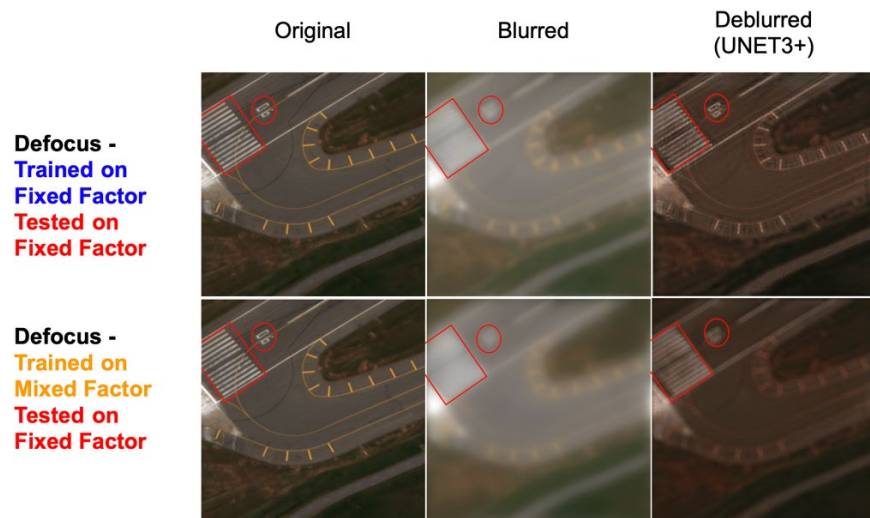 Original
Blurred
Deblurred
(UNET3+)
Defocus -
Trained on
Fixed Factor
Tested on
Fixed Factor
Defocus -
Trained on
Mixed Factor
Tested on
Fixed Factor